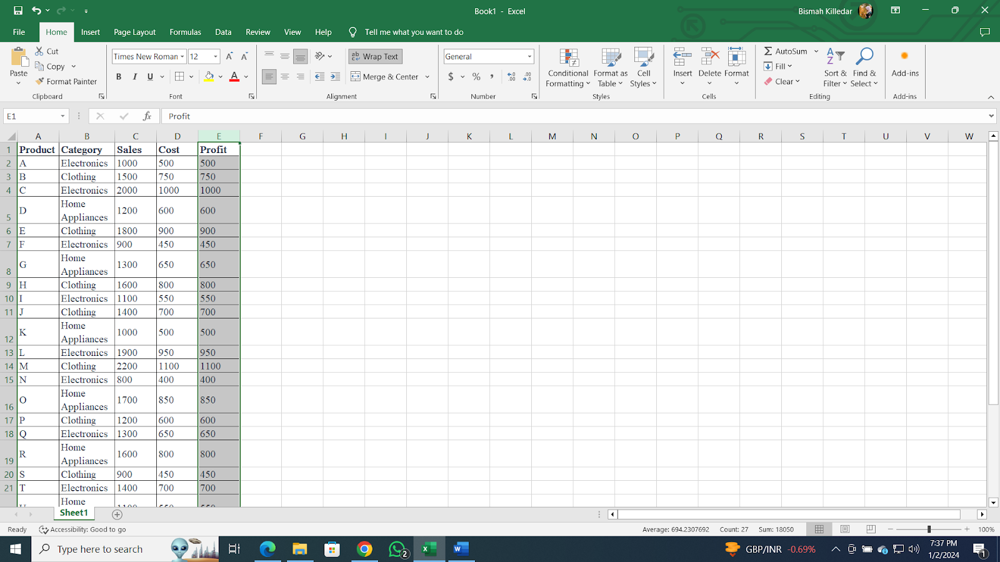 Book1 - Excel
Bismah Killedar
File Home Insert Page Layout Formulas Data Review View Help Tell me what you want to do
Paste
Cut
Copy
Format Painter
Clipboard
Times New Roman 12 A A
B I U A
Font
ab Wrap Text
Merge & Center
Alignment
General
$ % ,
Number
Conditional Formatting
Format as Table
Cell Styles
Styles
Insert Delete Format
Cells
AutoSum
Fill
Clear
Sort & Filter
Find & Select
Editing
Add-ins
Add-ins
E1 fx Profit
A B C D E F G H I J K L M N O P Q R S T U V W
1 Product Category Sales Cost Profit
2 A Electronics 1000 500 500
3 B Clothing 1500 750 750
4 C Electronics 2000 1000 1000
5 D Home Appliances 1200 600 600
6 E Clothing 1800 900 900
7 F Electronics 900 450 450
8 G Home Appliances 1300 650 650
9 H Clothing 1600 800 800
10 I Electronics 1100 550 550
11 J Clothing 1400 700 700
12 K Home Appliances 1000 500 500
13 L Electronics 1900 950 950
14 M Clothing 2200 1100 1100
15 N Electronics 800 400 400
16 O Home Appliances 1700 850 850
17 P Clothing 1200 600 600
18 Q Electronics 1300 650 650
19 R Home Appliances 1600 800 800
20 S Clothing 900 450 450
21 T Electronics 1400 700 700
Home
Sheet1
Ready Accessibility: Good to go Average: 694.2307692 Count: 27 Sum: 18050 100%
Type here to search
2
GBP/INR -0.69%
7:37 PM
1/2/2024
1